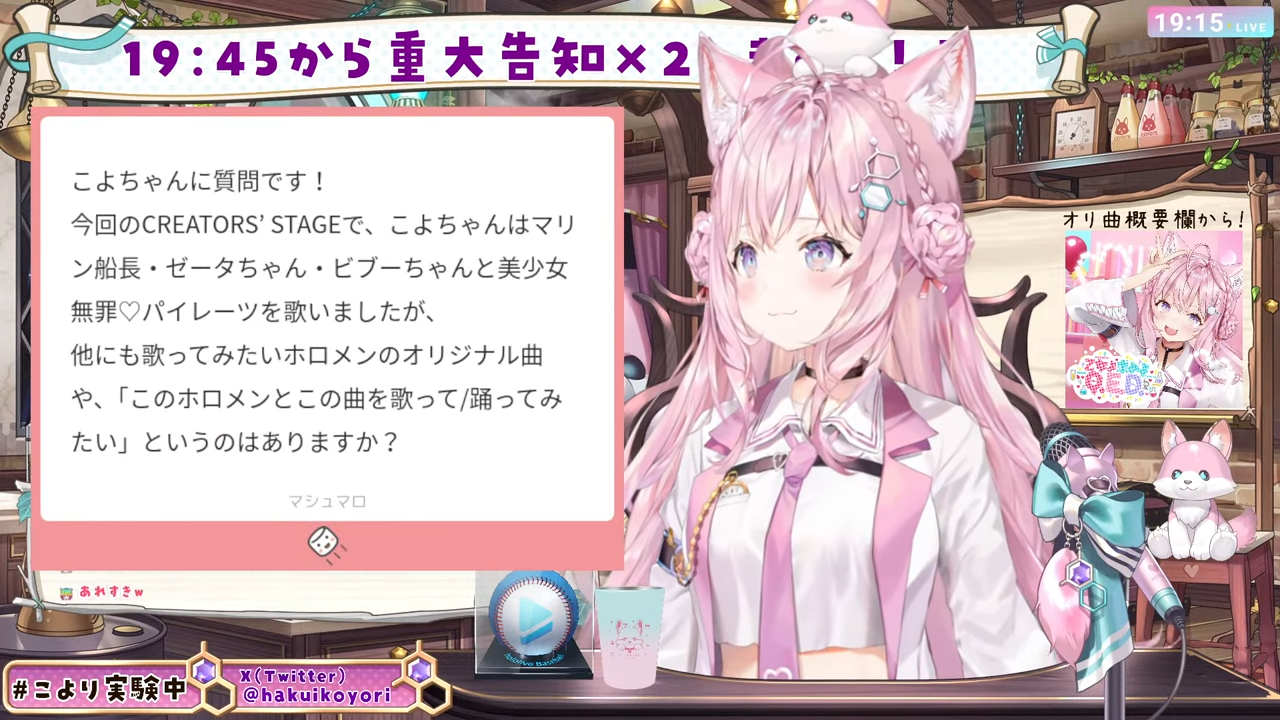 19:45から重大告知×2
19:15 LIVE
こよちゃんに質問です！
今回のCREATORS’ STAGEで、こよちゃんはマリ
ン船長・ゼータちゃん・ビブーちゃんと美少女
無罪♡パイレーツを歌いましたが、
他にも歌ってみたいホロメンのオリジナル曲
や、「このホロメンとこの曲を歌って/踊ってみ
たい」というのはありますか？
マシュマロ
オリ曲概要欄から!
あれすきw
#こより実験中
X(Twitter)
@hakuikoyori